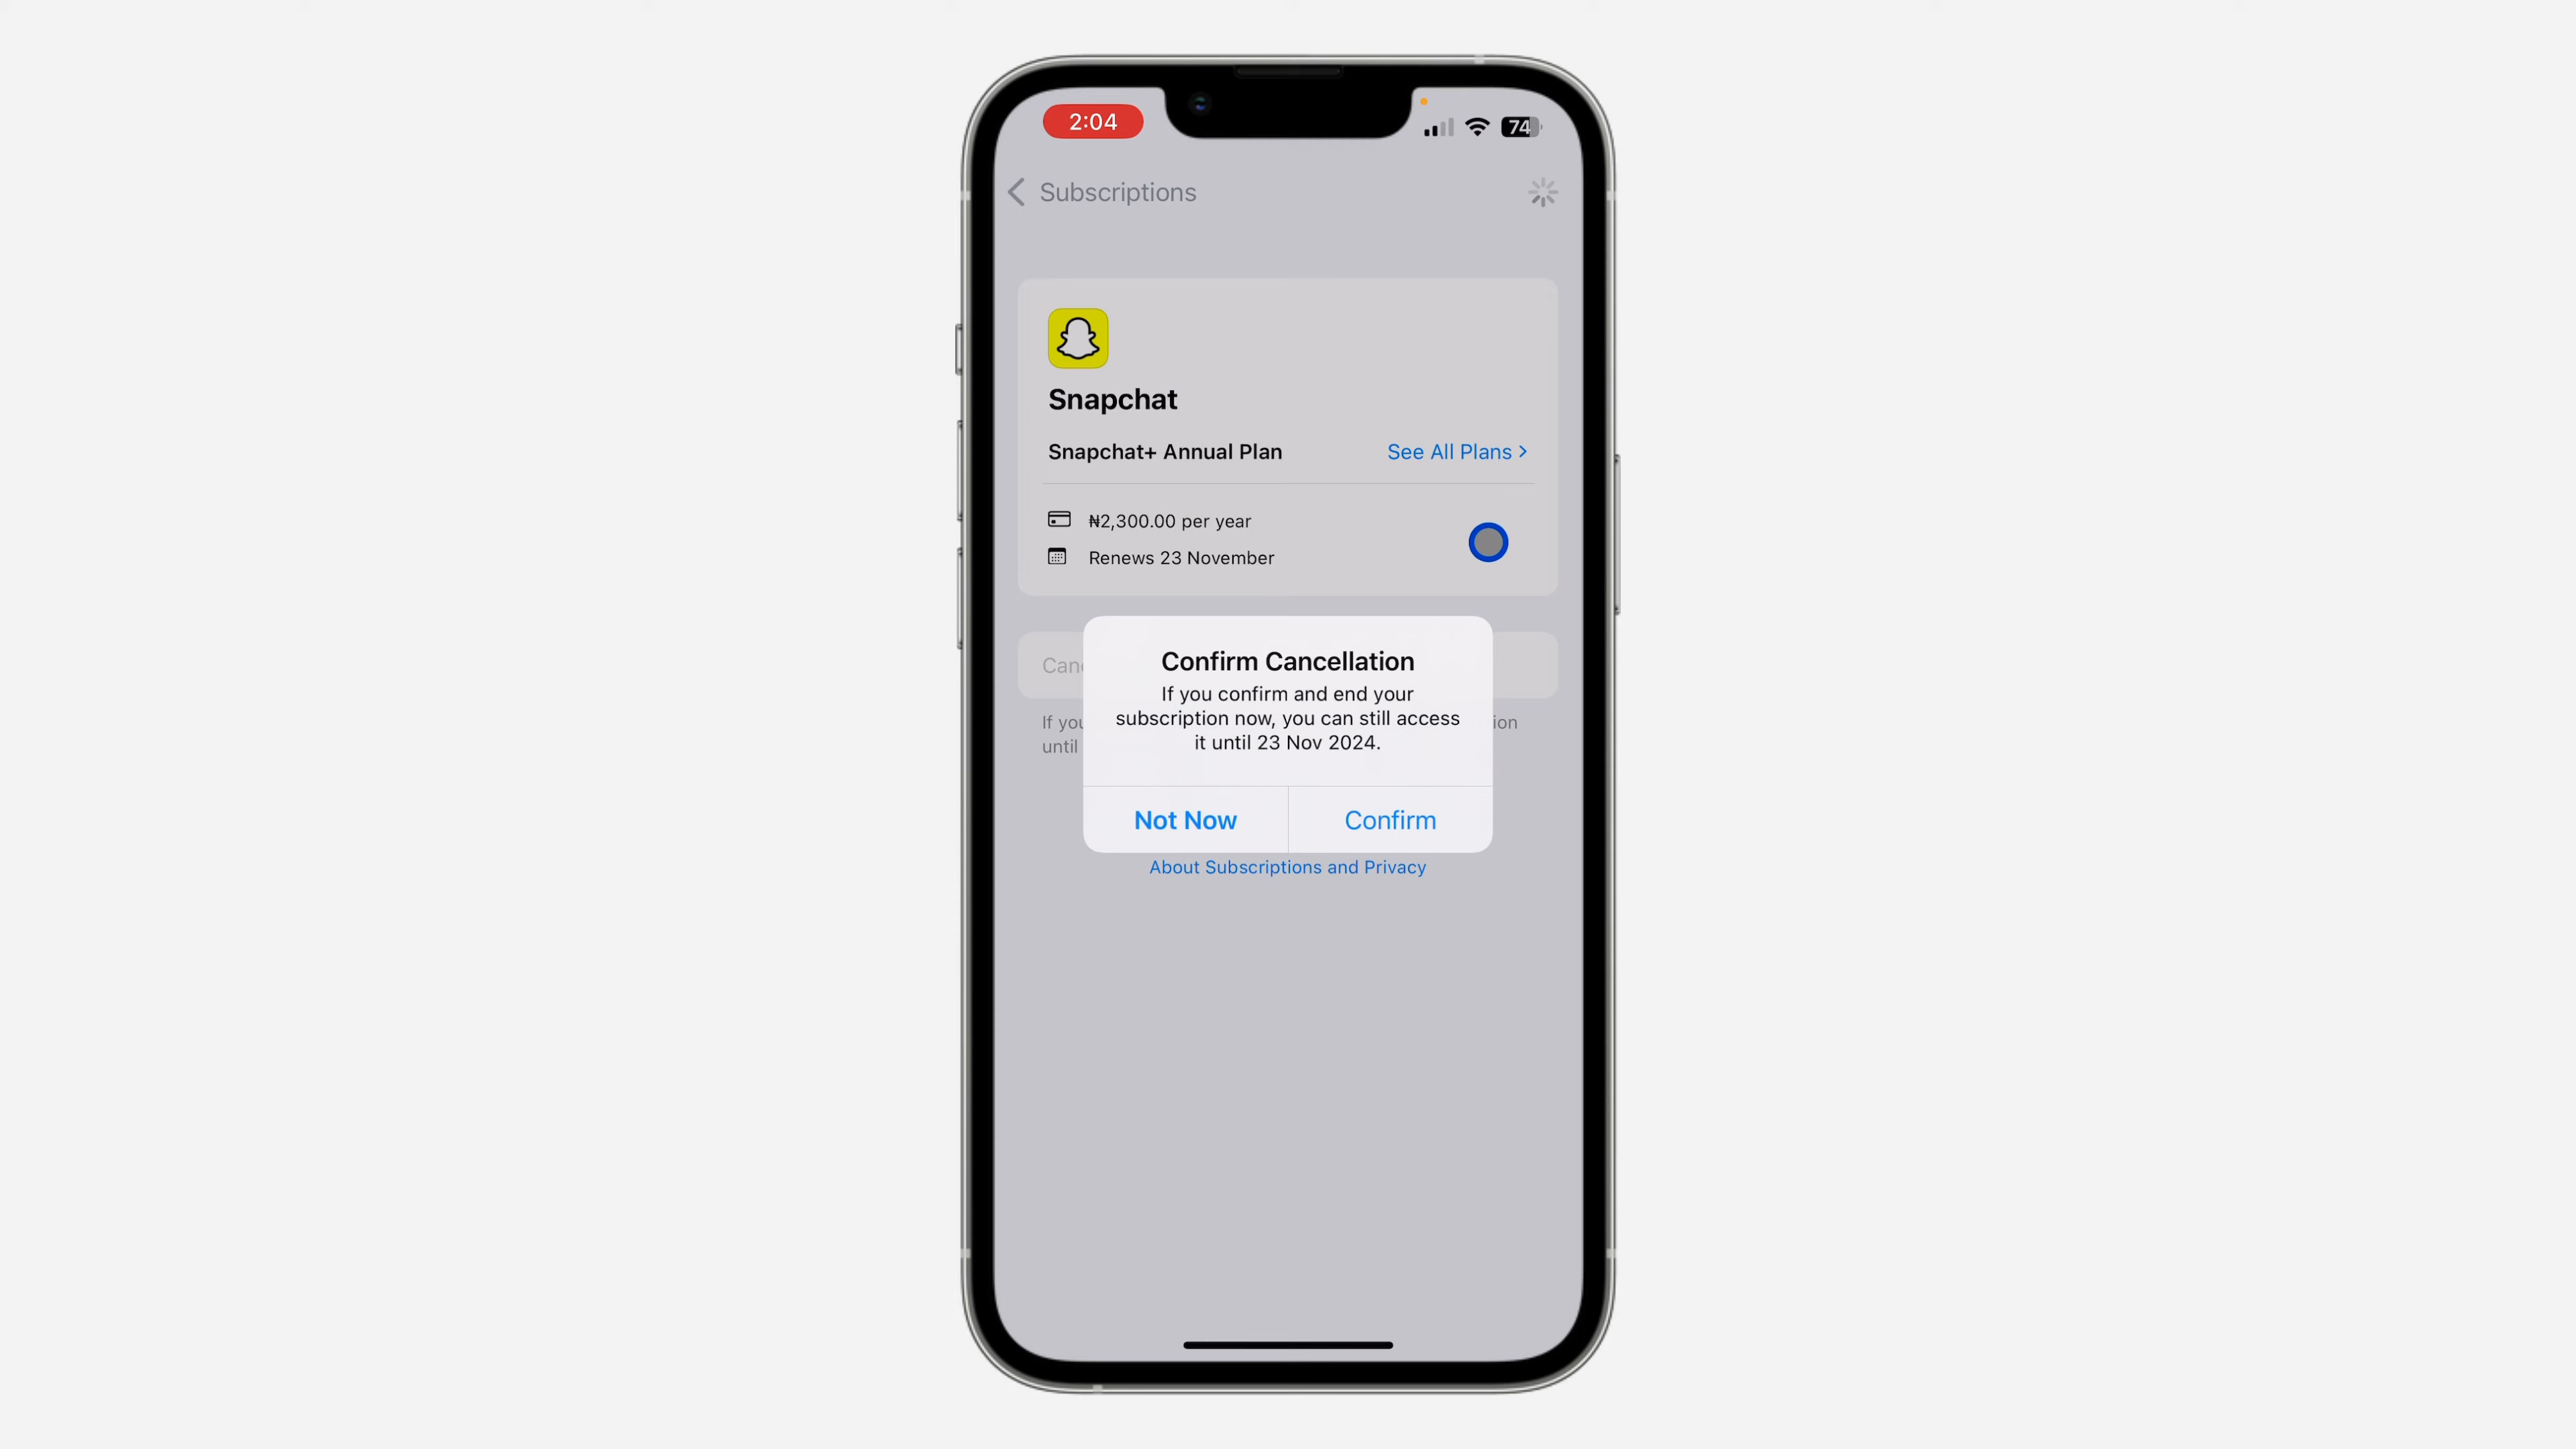 2:04
74
Subscriptions
Snapchat
Snapchat+ Annual Plan
See All Plans
₦2,300.00 per year
Renews 23 November
Confirm Cancellation
If you confirm and end your
subscription now, you can still access
it until 23 Nov 2024.
Not Now
Confirm
If
until
About Subscriptions and Privacy